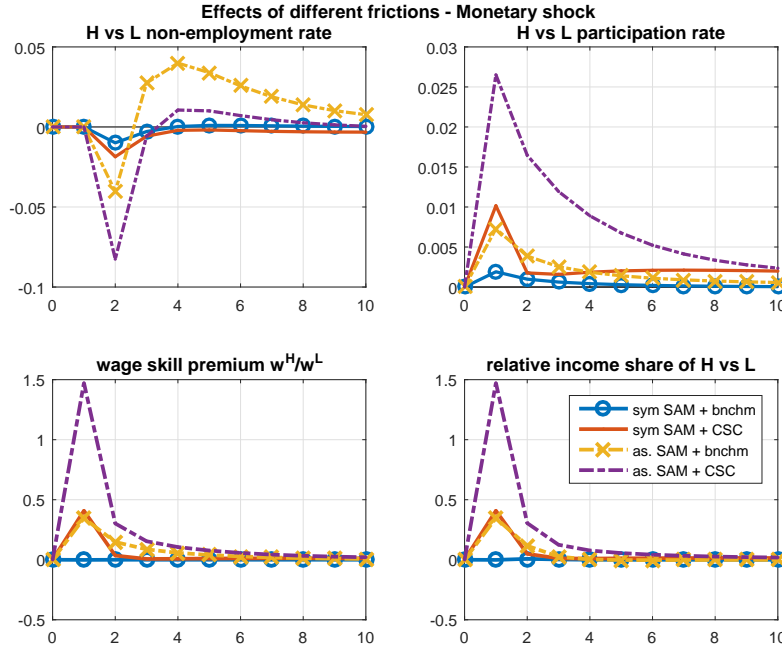 Effects of different frictions - Monetary shock
H vs L non-employment rate
H vs L participation rate
0.05
0
-0.05
-0.1
0 2 4 6 8 10
0.03
0.025
0.02
0.015
0.01
0.005
0
0 2 4 6 8 10
wage skill premium w^H/w^L
relative income share of H vs L
1.5
1
0.5
0
-0.5
0 2 4 6 8 10
1.5
1
0.5
0
-0.5
0 2 4 6 8 10
sym SAM + bnchm
sym SAM + CSC
as. SAM + bnchm
as. SAM + CSC